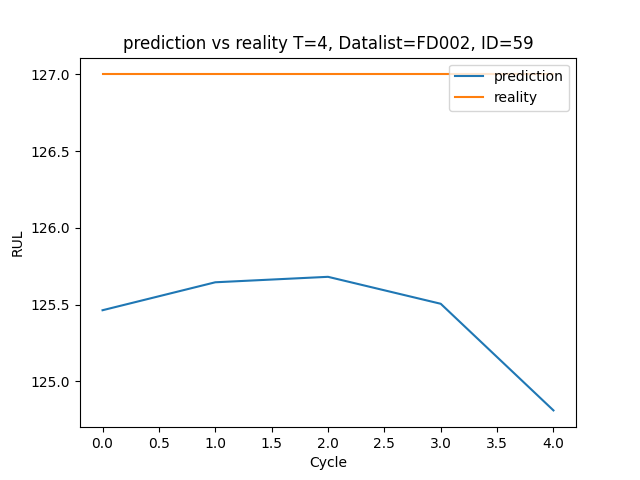 prediction vs reality T=4, Datalist=FD002, ID=59
127.0
126.5
126.0
125.5
125.0
RUL
prediction
reality
0.0 0.5 1.0 1.5 2.0 2.5 3.0 3.5 4.0
Cycle